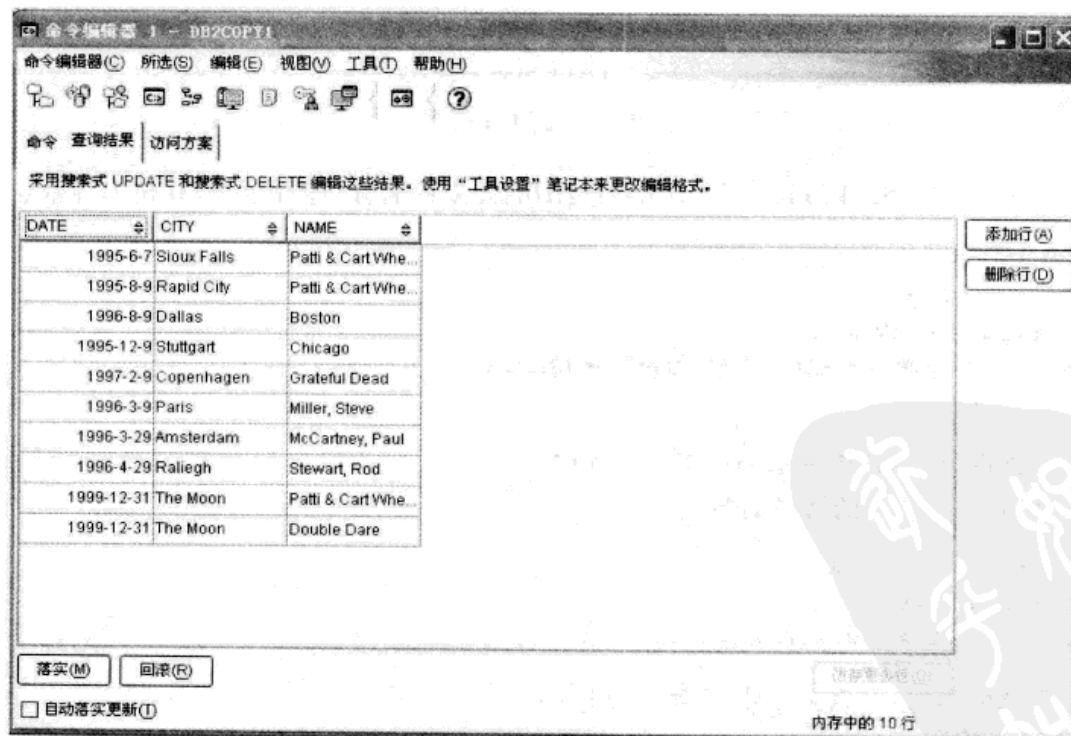 命令编辑器 1 - DB2COPY1
命令编辑器(C) 所选(S) 编辑(E) 视图(V) 工具(T) 帮助(H)
命令 查询结果 访问方案
采用搜索式 UPDATE 和搜索式 DELETE 编辑这些结果。使用“工具设置”笔记本来更改编辑格式。
DATE CITY NAME
添加行(A)
1995-6-7 Sioux Falls Patti & Cart Whe...
删除行(D)
1995-8-9 Rapid City Patti & Cart Whe...
1996-8-9 Dallas Boston
1995-12-9 Stuttgart Chicago
1997-2-9 Copenhagen Grateful Dead
1996-3-9 Paris Miller, Steve
1996-3-29 Amsterdam McCartney, Paul
1996-4-29 Raliegh Stewart, Rod
1999-12-31 The Moon Patti & Cart Whe...
1999-12-31 The Moon Double Dare
落实(M) 回滚(R)
自动落实更新(T)
内存中的 10 行